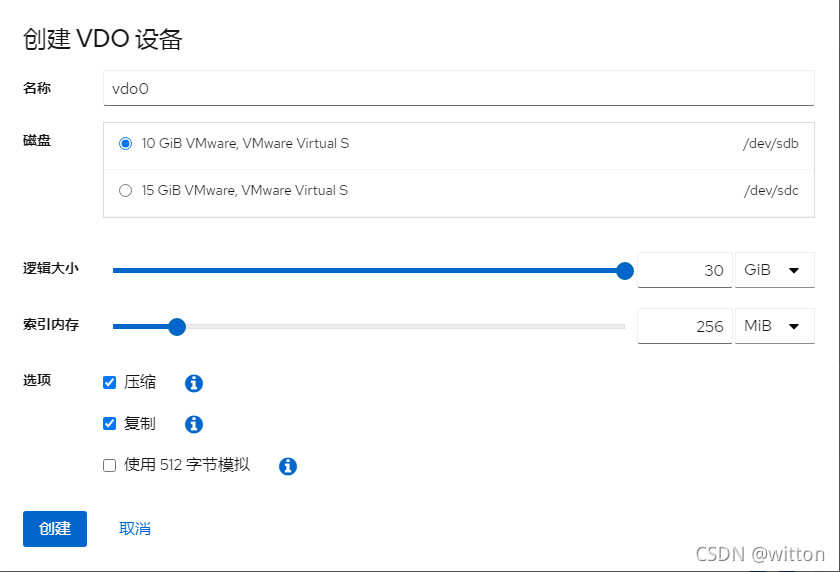 创建 VDO 设备
名称
vdo0
磁盘
10 GiB VMware, VMware Virtual S /dev/sdb
15 GiB VMware, VMware Virtual S /dev/sdc
逻辑大小 30 GiB
索引内存 256 MiB
选项
压缩
复制
使用 512 字节模拟
创建 取消
CSDN @witton